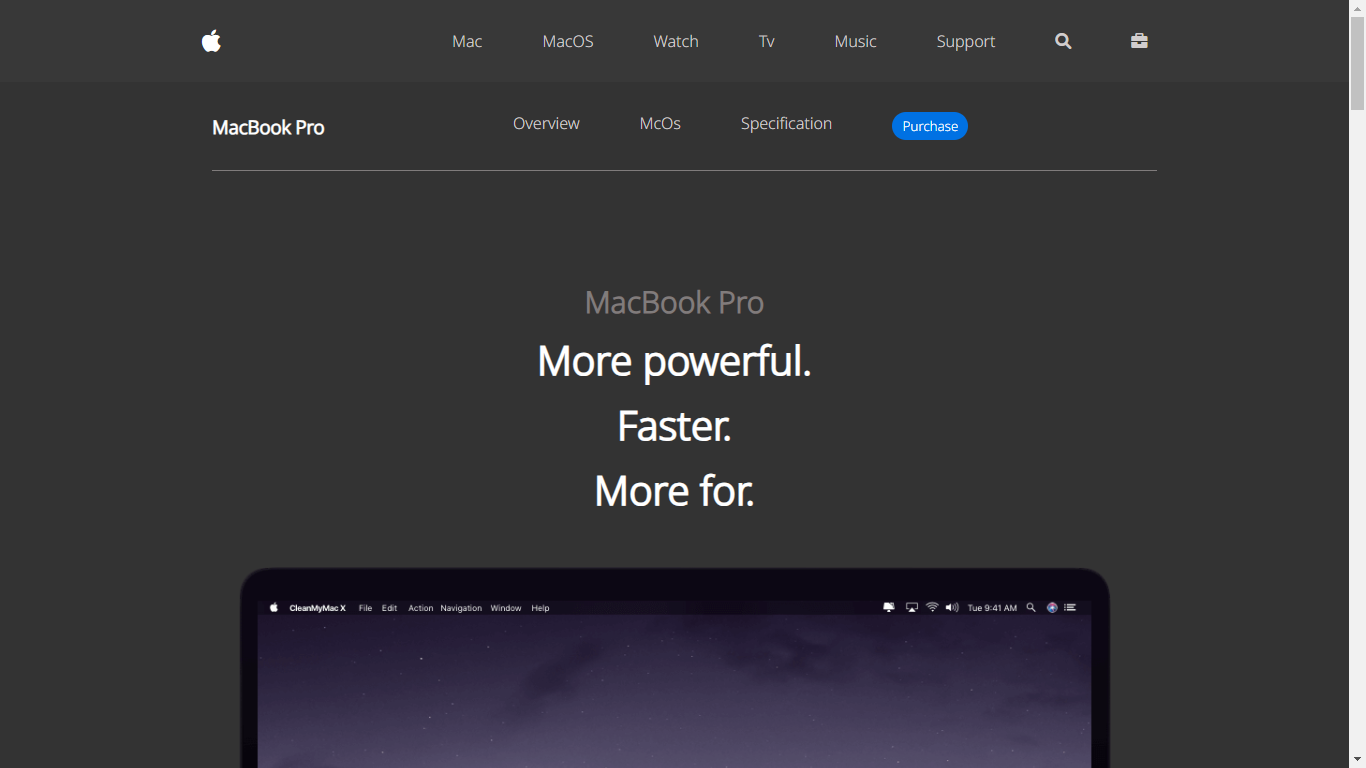 Mac MacOS Watch Tv Music Support
MacBook Pro Overview McOs Specification Purchase
MacBook Pro
More powerful.
Faster.
More for.
CleanMyMac X File Edit Action Navigation Window Help Tue 9:41 AM